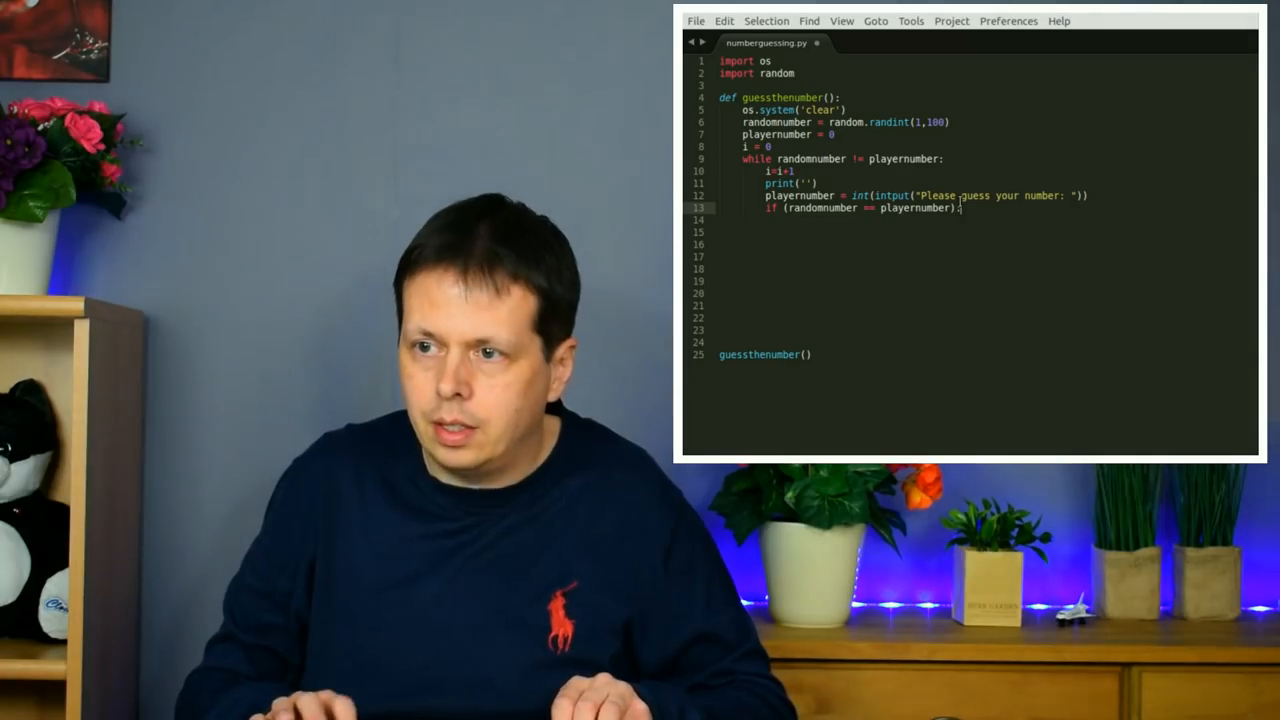 File Edit Selection Find View Goto Tools Project Preferences Help
numberguessing.py
1 import os
2 import random
3
4 def guessthenumber():
5 os.system('clear')
6 randomnumber = random.randint(1,100)
7 playernumber = 0
8 i = 0
9 while randomnumber != playernumber:
10 i=i+1
11 print('')
12 playernumber = int(intput("Please guess your number: "))
13 if (randomnumber == playernumber):
14
15
16
17
18
19
20
21
22
23
24
25 guessthenumber()
HERB GARDEN